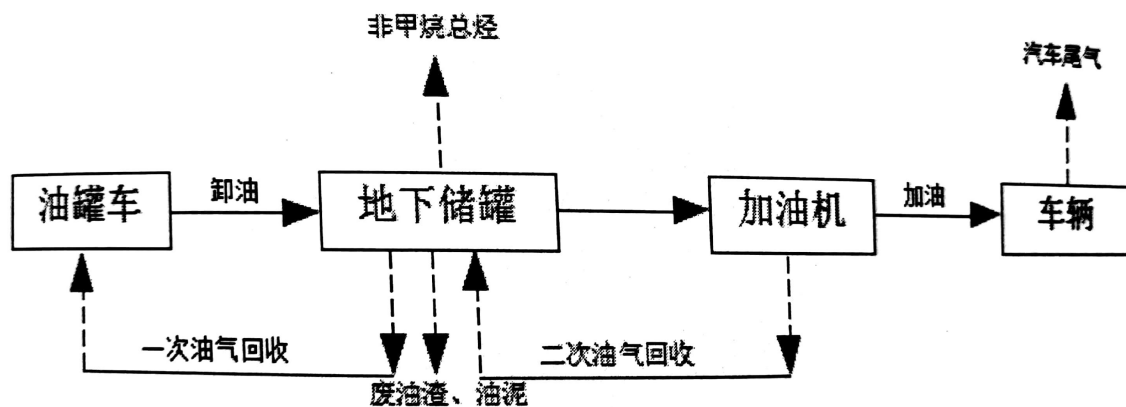 非甲烷总烃
汽车尾气
油罐车
卸油
地下储罐
加油机
加油
车辆
一次油气回收
二次油气回收
废油渣、油泥